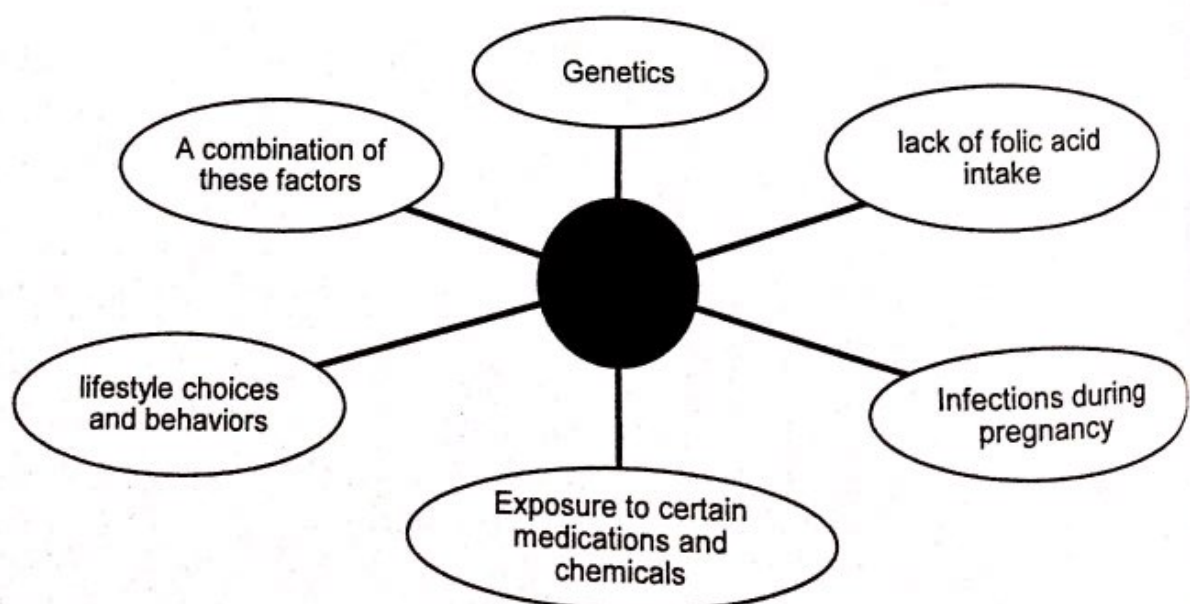 Genetics
A combination of
these factors
lack of folic acid
intake
lifestyle choices
and behaviors
Infections during
pregnancy
Exposure to certain
medications and
chemicals